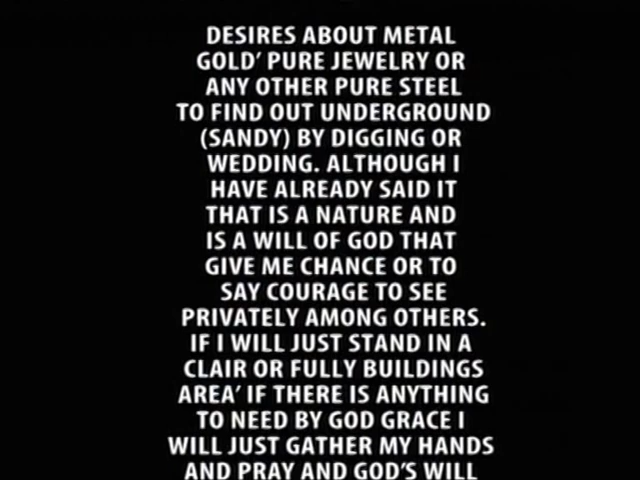 DESIRES ABOUT METAL
GOLD' PURE JEWELRY OR
ANY OTHER PURE STEEL
TO FIND OUT UNDERGROUND
(SANDY) BY DIGGING OR
WEDDING. ALTHOUGH I
HAVE ALREADY SAID IT
THAT IS A NATURE AND
IS A WILL OF GOD THAT
GIVE ME CHANCE OR TO
SAY COURAGE TO SEE
PRIVATELY AMONG OTHERS.
IF I WILL JUST STAND IN A
CLAIR OR FULLY BUILDINGS
AREA' IF THERE IS ANYTHING
TO NEED BY GOD GRACE I
WILL JUST GATHER MY HANDS
AND PRAY AND GOD'S WILL